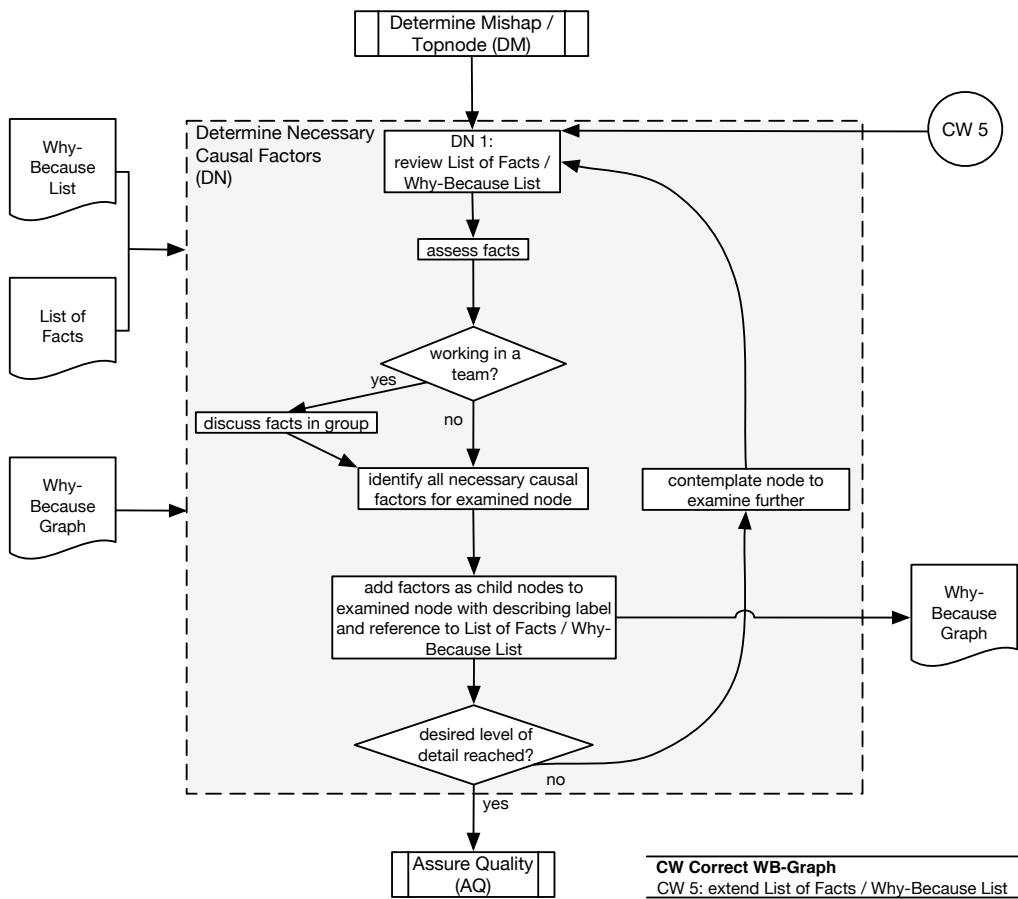 Determine Mishap /
Topnode (DM)
Why-
Because
List
Determine Necessary
Causal Factors
(DN)
DN 1:
review List of Facts /
Why-Because List
CW 5
assess facts
List of
Facts
working in a
team?
yes
discuss facts in group
no
Why-
Because
Graph
identify all necessary causal
factors for examined node
contemplate node to
examine further
add factors as child nodes to
examined node with describing label
and reference to List of Facts / Why-
Because List
Why-
Because
Graph
desired level of
detail reached?
no
yes
Assure Quality
(AQ)
CW Correct WB-Graph
CW 5: extend List of Facts / Why-Because List